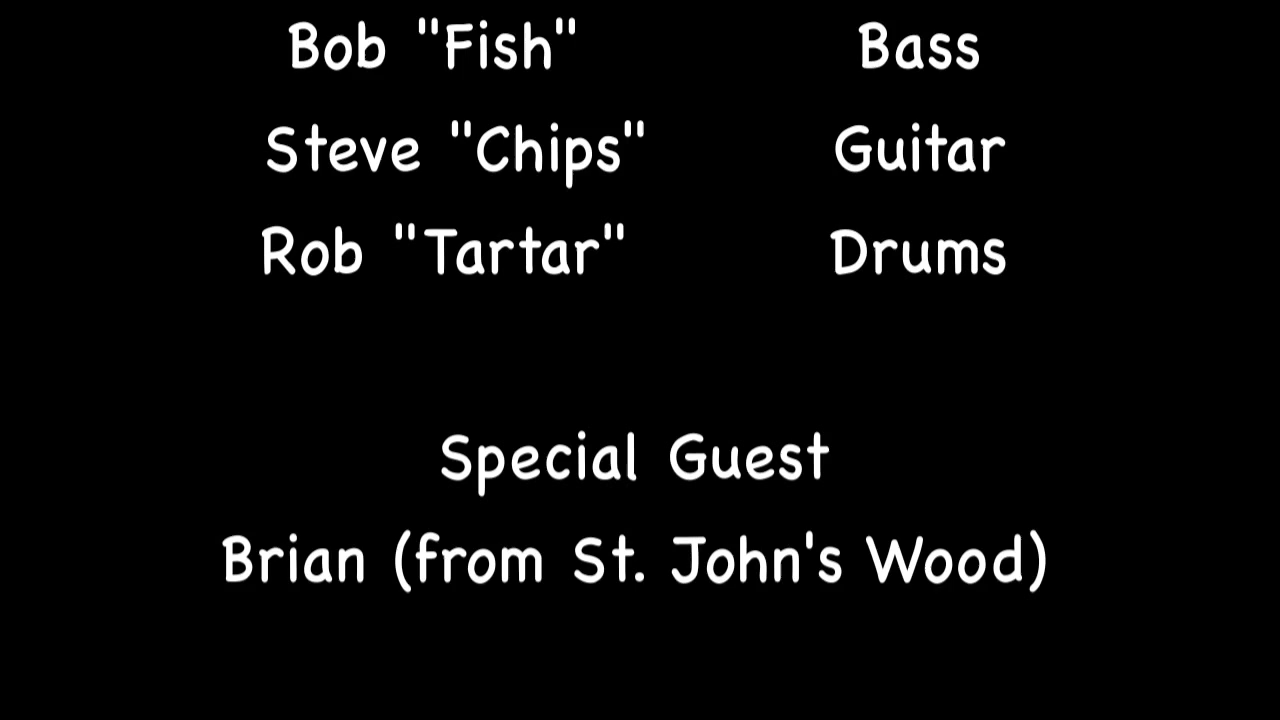 Bob "Fish" Bass
Steve "Chips" Guitar
Rob "Tartar" Drums
Special Guest
Brian (from St. John's Wood)